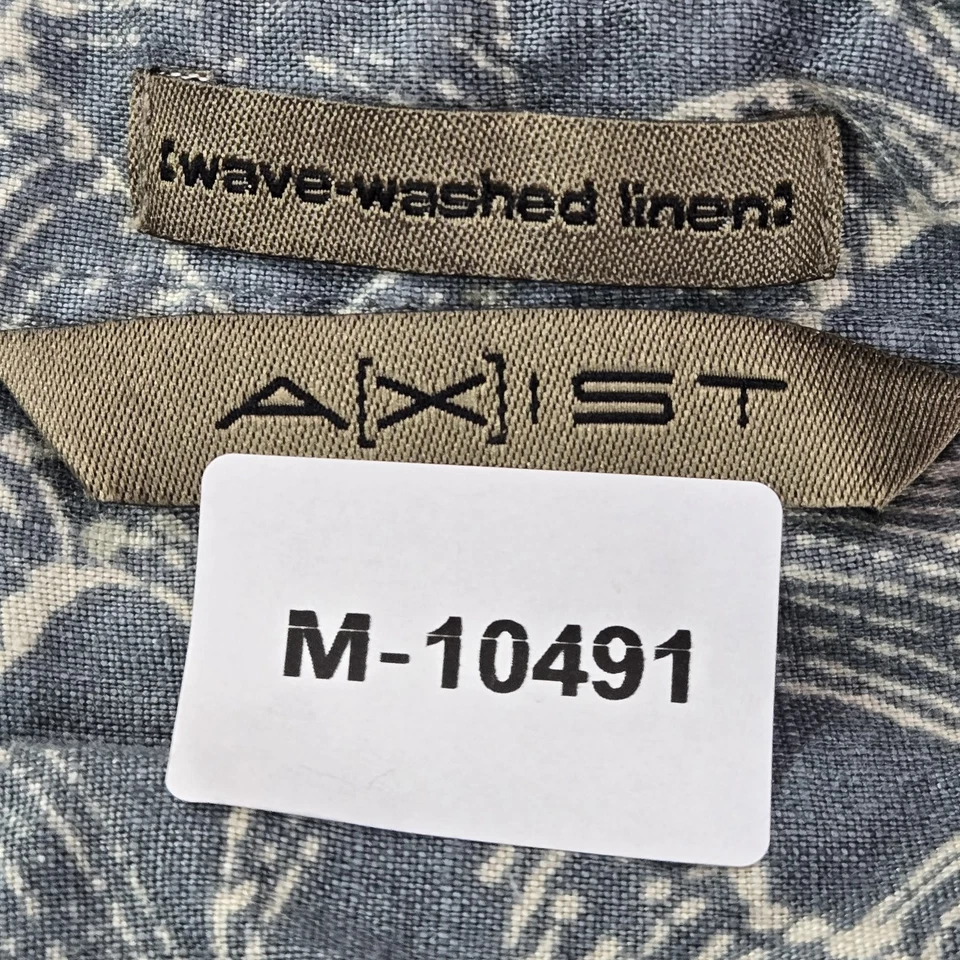 [wave-washed linen]
A[X]IST
M-10491